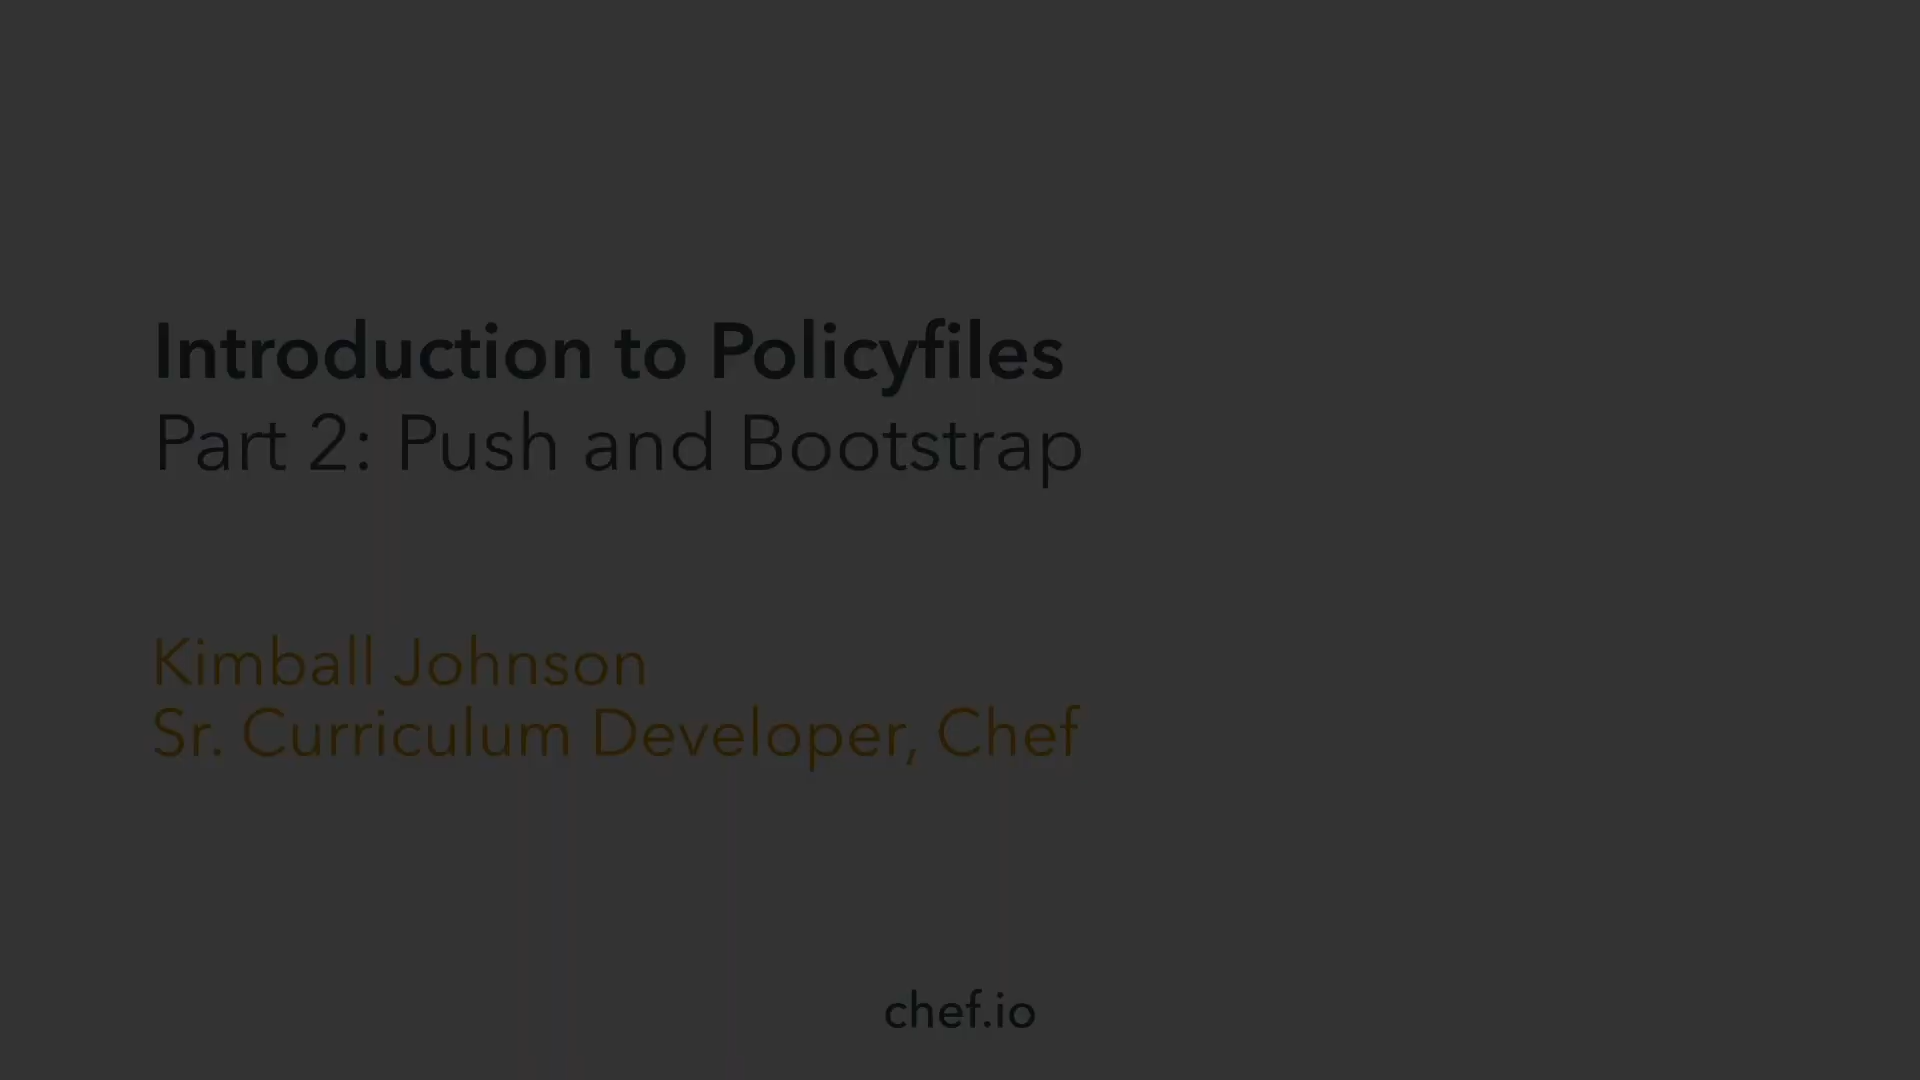 Introduction to Policyfiles
Part 2: Push and Bootstrap
Kimball Johnson
Sr. Curriculum Developer, Chef
chef.io